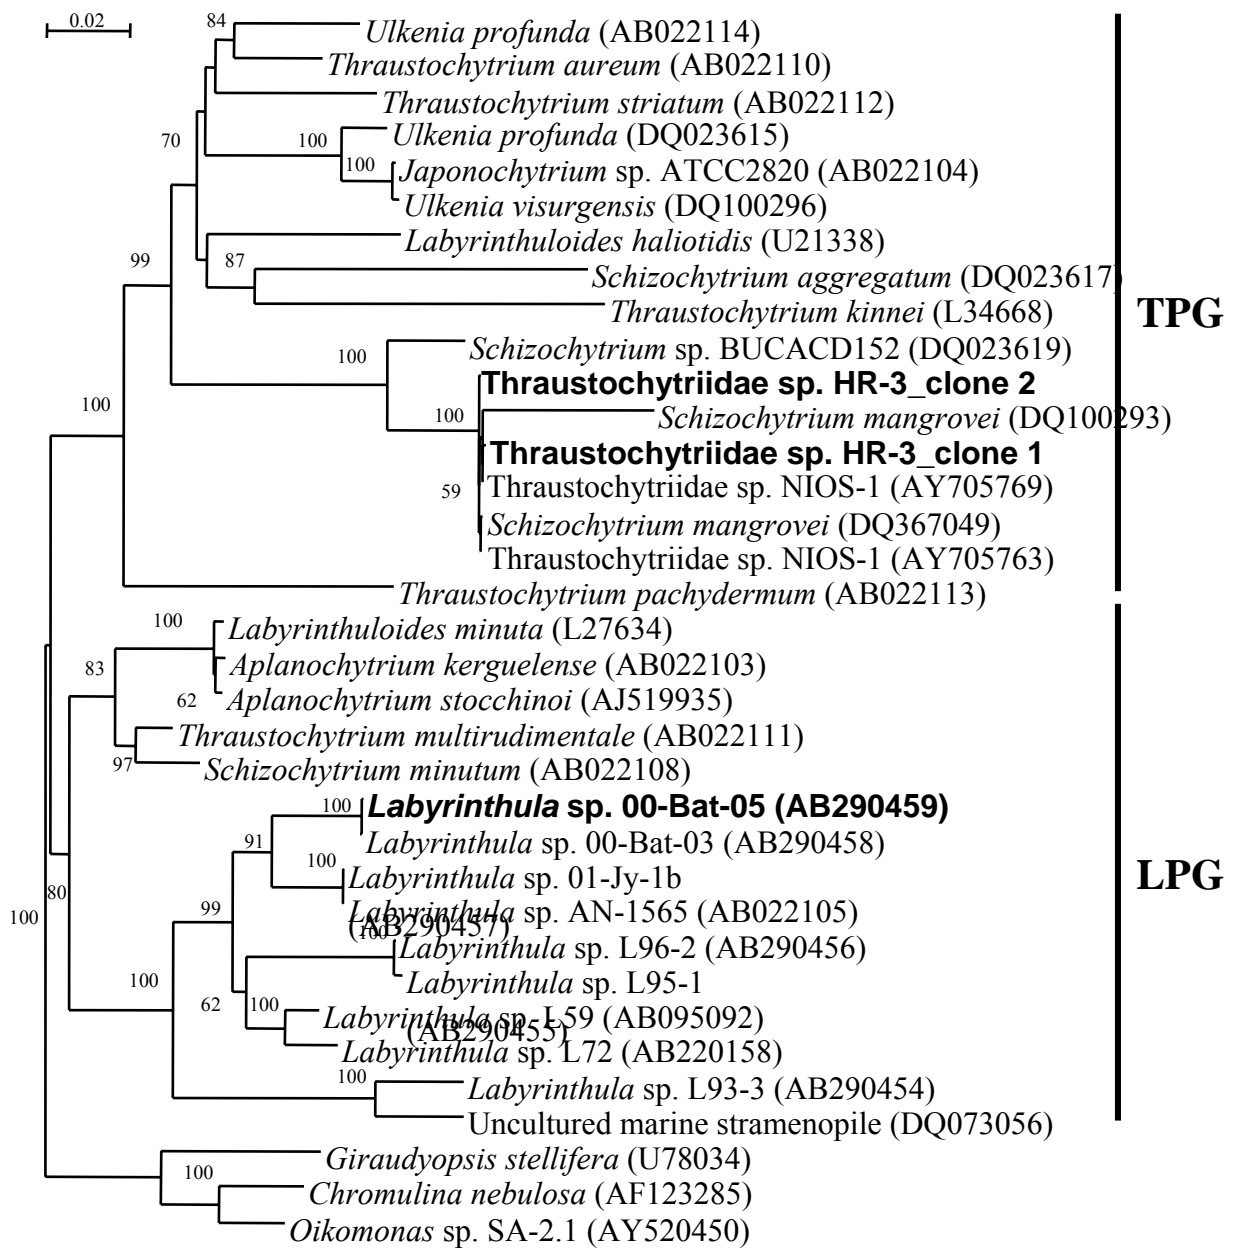 0.02
84
Ulkenia profunda (AB022114)
Thraustochytrium aureum (AB022110)
Thraustochytrium striatum (AB022112)
70
100
Ulkenia profunda (DQ023615)
100
Japonochytrium sp. ATCC2820 (AB022104)
Ulkenia visurgensis (DQ100296)
99
Labyrinthuloides haliotidis (U21338)
87
Schizochytrium aggregatum (DQ023617)
Thraustochytrium kinnei (L34668)
TPG
100
Schizochytrium sp. BUCACD152 (DQ023619)
Thraustochytriidae sp. HR-3_clone 2
100
100
Schizochytrium mangrovei (DQ100293)
Thraustochytriidae sp. HR-3_clone 1
59
Thraustochytriidae sp. NIOS-1 (AY705769)
Schizochytrium mangrovei (DQ367049)
Thraustochytriidae sp. NIOS-1 (AY705763)
Thraustochytrium pachydermum (AB022113)
100
Labyrinthuloides minuta (L27634)
83
Aplanochytrium kerguelense (AB022103)
62
Aplanochytrium stocchinoi (AJ519935)
Thraustochytrium multirudimentale (AB022111)
97
Schizochytrium minutum (AB022108)
100
Labyrinthula sp. 00-Bat-05 (AB290459)
91
Labyrinthula sp. 00-Bat-03 (AB290458)
100
Labyrinthula sp. 01-Jy-1b
LPG
80
99
100
Labyrinthula sp. AN-1565 (AB022105)
(AB290457)
100
Labyrinthula sp. L96-2 (AB290456)
100
Labyrinthula sp. L95-1
62
100
Labyrinthula sp. L59 (AB095092)
(AB290455)
Labyrinthula sp. L72 (AB220158)
100
Labyrinthula sp. L93-3 (AB290454)
Uncultured marine stramenopile (DQ073056)
Giraudyopsis stellifera (U78034)
100
Chromulina nebulosa (AF123285)
Oikomonas sp. SA-2.1 (AY520450)